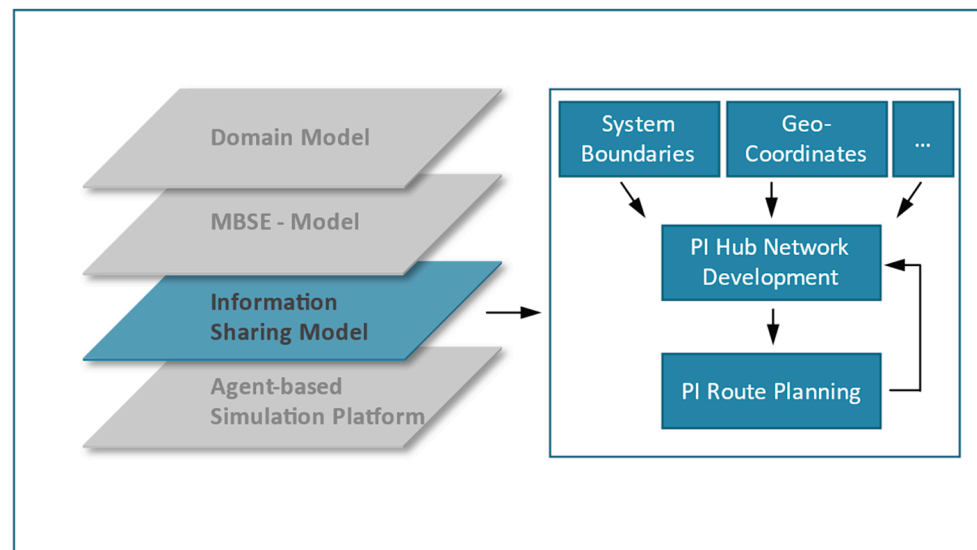 Domain Model
MBSE - Model
Information
Sharing Model
Agent-based
Simulation Platform
System
Boundaries
Geo-
Coordinates
...
PI Hub Network
Development
PI Route Planning